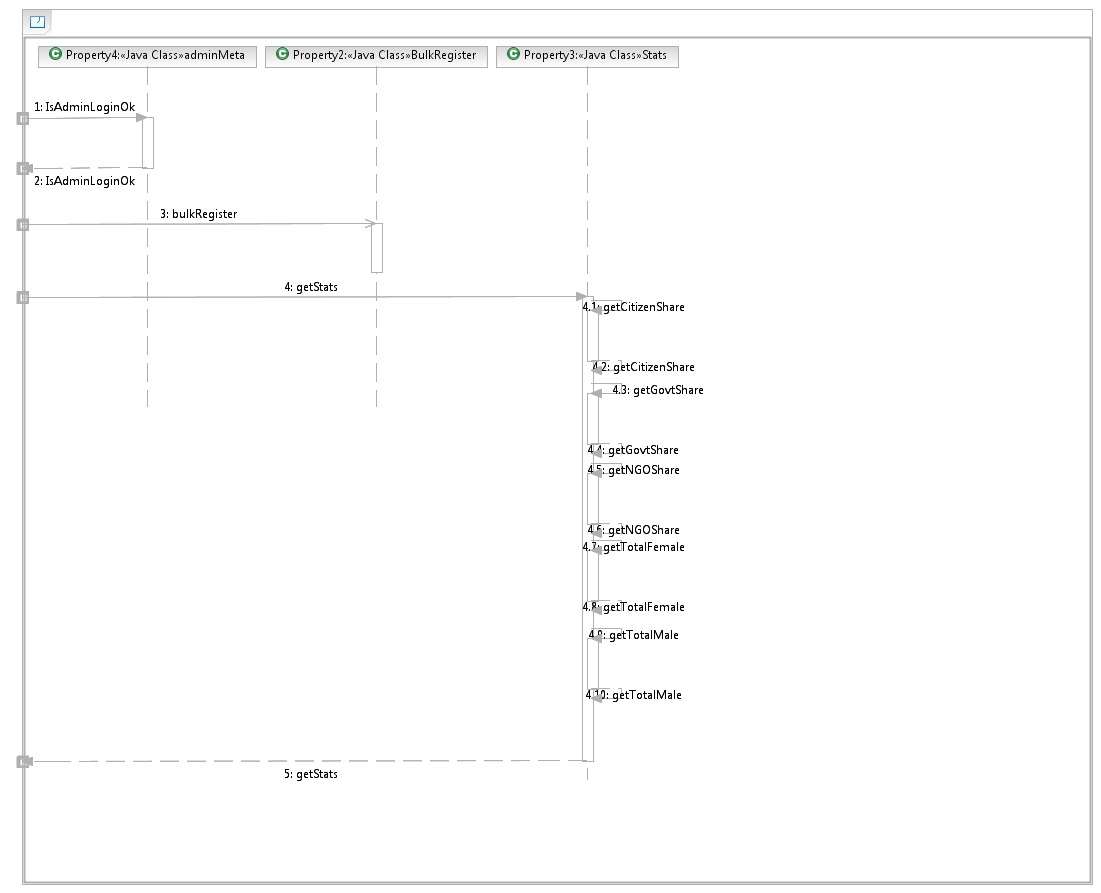 Property4:«Java Class»adminMeta
Property2:«Java Class»BulkRegister
Property3:«Java Class»Stats
1: IsAdminLoginOk
2: IsAdminLoginOk
3: bulkRegister
4: getStats
4.1: getCitizenShare
4.2: getCitizenShare
4.3: getGovtShare
4.4: getGovtShare
4.5: getNGOShare
4.6: getNGOShare
4.7: getTotalFemale
4.8: getTotalFemale
4.9: getTotalMale
4.10: getTotalMale
5: getStats